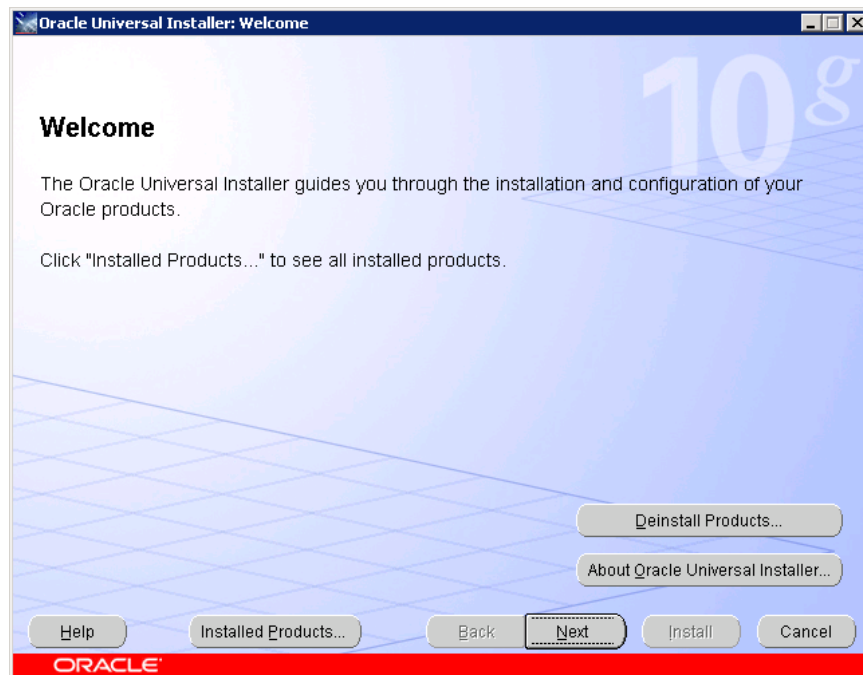 Oracle Universal Installer: Welcome
10g
Welcome
The Oracle Universal Installer guides you through the installation and configuration of your
Oracle products.
Click "Installed Products..." to see all installed products.
Deinstall Products...
About Oracle Universal Installer...
Help
Installed Products...
Back
Next
Install
Cancel
ORACLE